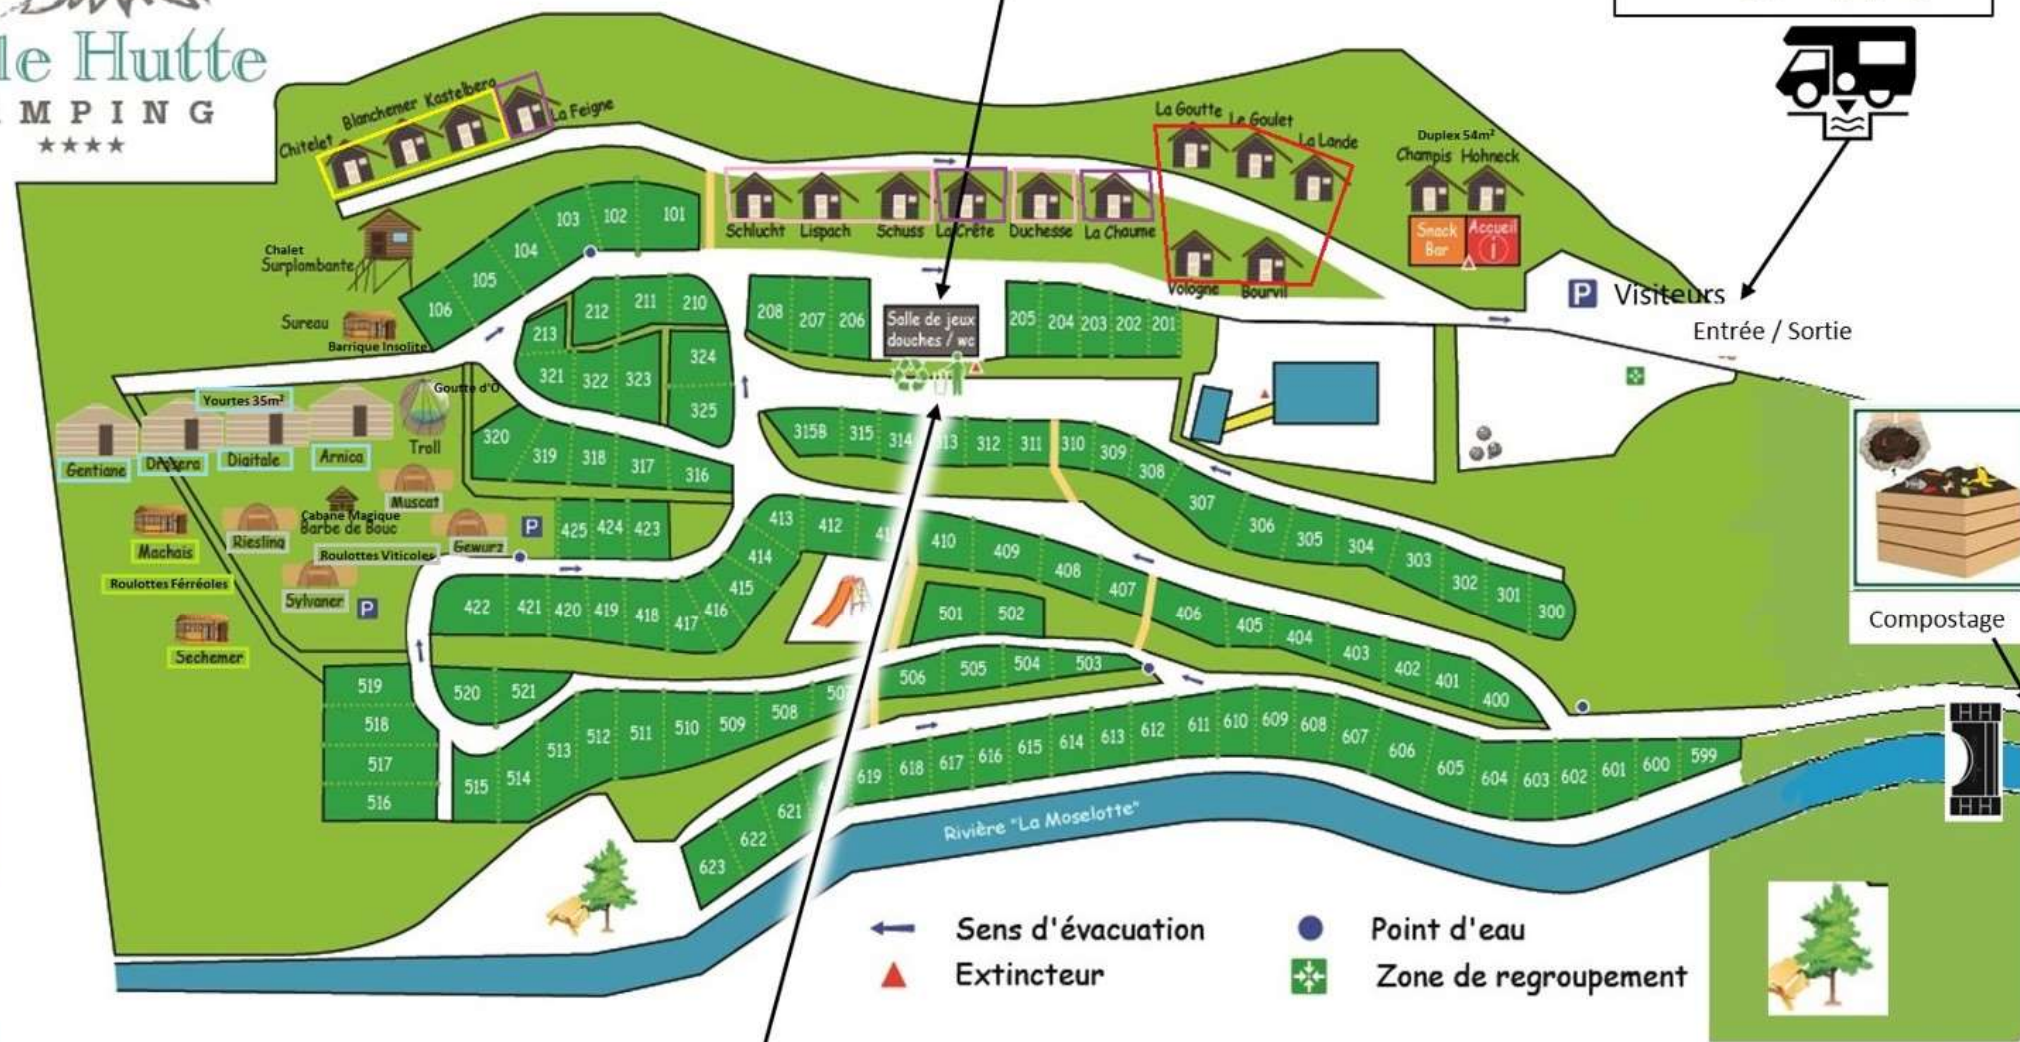 le Hutte
MPING
Chitelet
Blanchemer
Kastelberg
La Feigne
La Goutte
Le Goulet
La Lande
Duplex 54m²
Champis
Hohneck
Snack
Bar
Accueil
i
P
Visiteurs
Entrée / Sortie
Schlucht
Lispach
Schuss
La Crête
Duchesse
La Chaume
Vologne
Bourvil
Chalet
Surplombante
Sureau
Barrique Insolite
103
102
101
104
105
106
212
211
210
213
321
322
323
324
325
208
207
206
Salle de jeux
douches / wc
205
204
203
202
201
Yourtes 35m²
Goutte d'O
Gentiane
Drosera
Digitale
Arnica
Troll
320
319
318
317
316
315B
315
314
313
312
311
310
309
308
307
306
305
304
303
302
301
300
Muscat
Machais
Riesling
Cabane Magique
Barbe de Bouc
Gewurz
P
Roulottes Viticoles
Roulottes Férréoles
Sylvaner
P
Sechemer
425
424
423
413
412
410
409
408
407
406
405
404
403
402
401
400
414
415
416
417
418
419
420
421
422
501
502
503
504
505
506
508
509
510
511
512
513
514
515
519
518
517
516
520
521
623
622
621
619
618
617
616
615
614
613
612
611
610
609
608
607
606
605
604
603
602
601
600
599
Compostage
Rivière "La Moselotte"
Sens d'évacuation
Point d'eau
Extincteur
Zone de regroupement